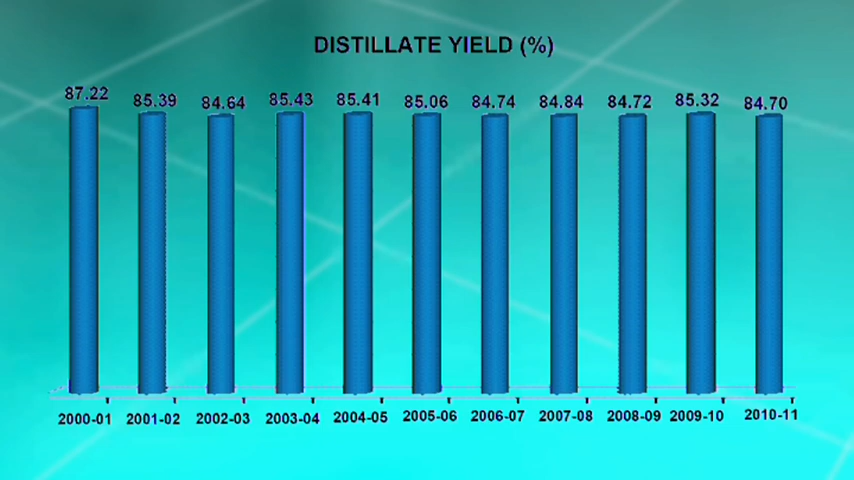 DISTILLATE YIELD (%)
87.22 85.39 84.64 85.43 85.41 85.06 84.74 84.84 84.72 85.32 84.70
2000-01 2001-02 2002-03 2003-04 2004-05 2005-06 2006-07 2007-08 2008-09 2009-10 2010-11